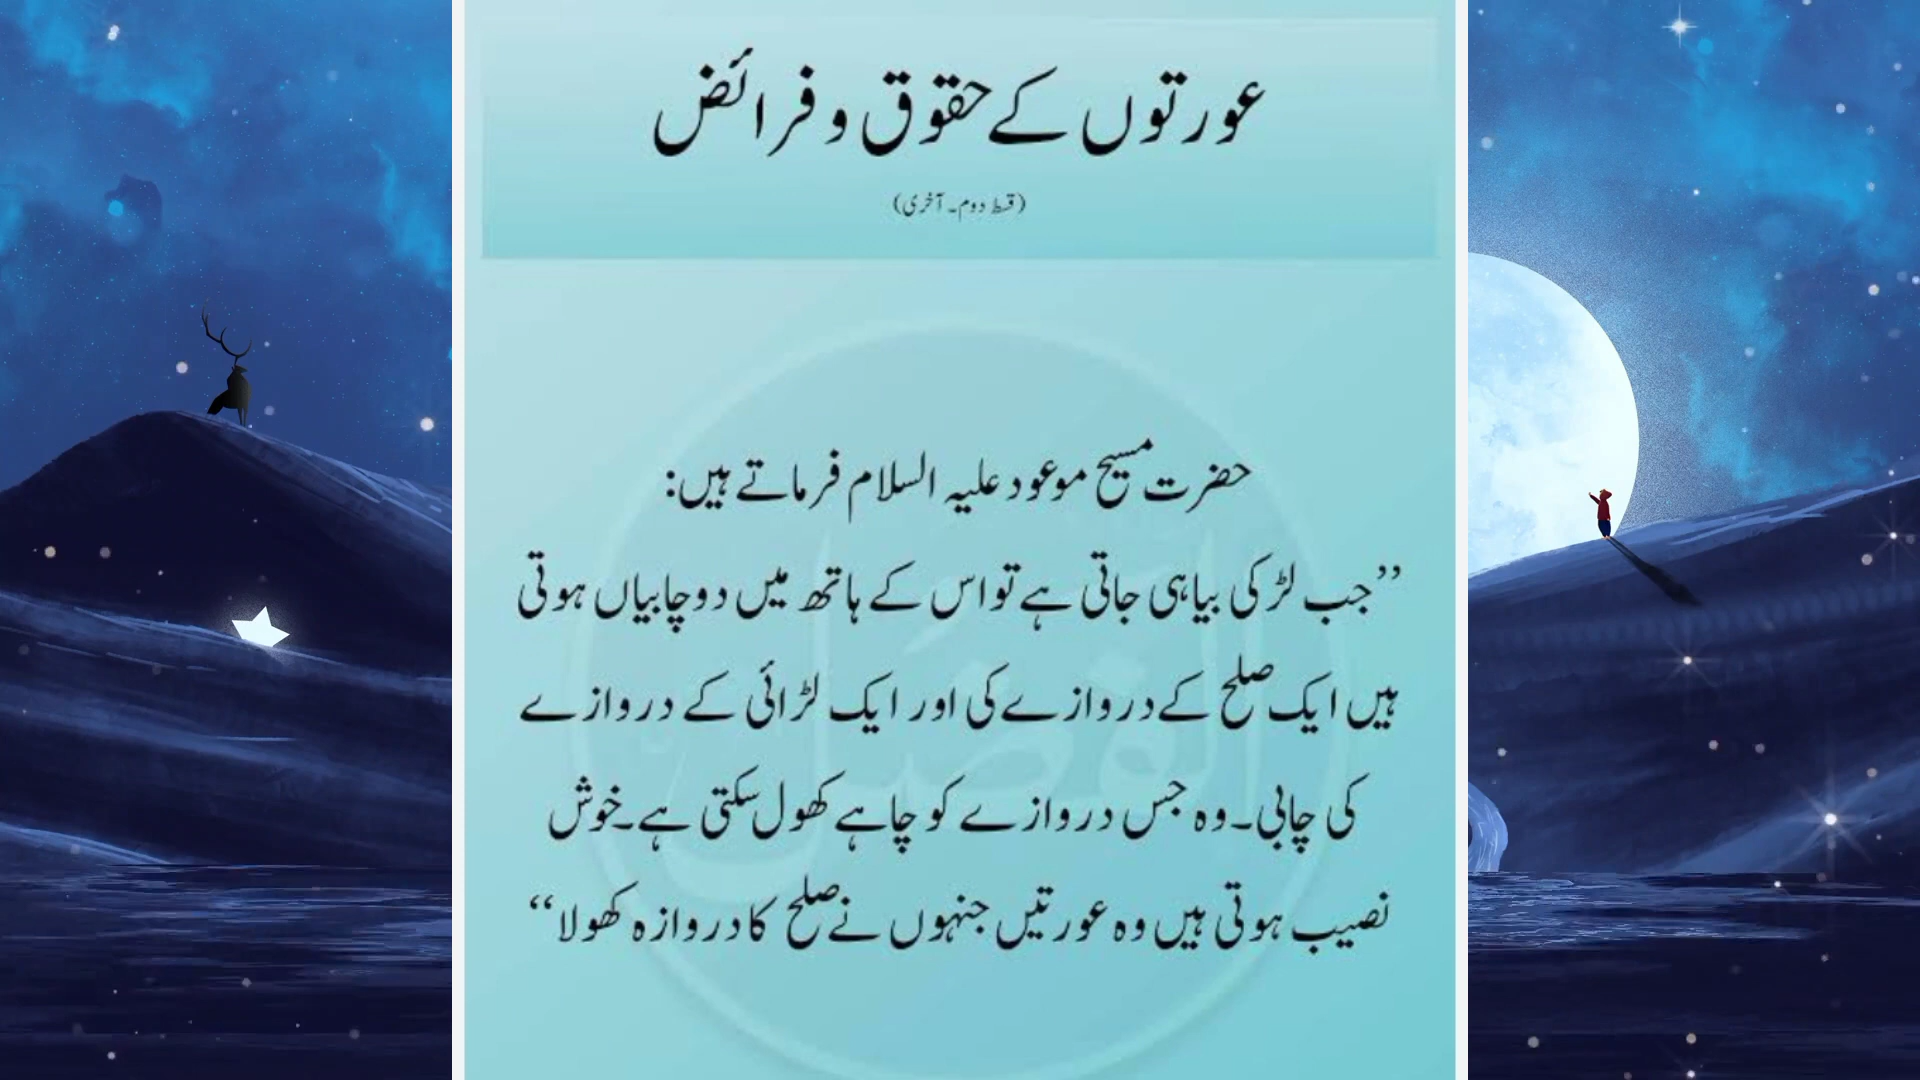 عورتوں کے حقوق و فرائض
(قسط دوم۔ آخری)
حضرت مسیح موعود علیہ السلام فرماتے ہیں:
’’جب لڑکی بیاہی جاتی ہے تو اس کے ہاتھ میں دو چابیاں ہوتی
ہیں ایک صلح کے دروازے کی اور ایک لڑائی کے دروازے
کی چابی۔ وہ جس دروازے کو چاہے کھول سکتی ہے۔ خوش
نصیب ہوتی ہیں وہ عورتیں جنہوں نے صلح کا دروازہ کھولا‘‘
الفضل